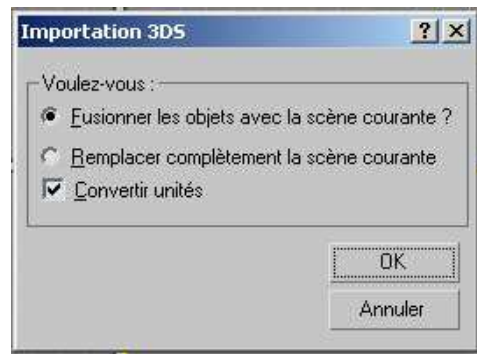 Importation 3DS
Voulez-vous :
Fusionner les objets avec la scène courante ?
Remplacer complètement la scène courante
Convertir unités
OK
Annuler